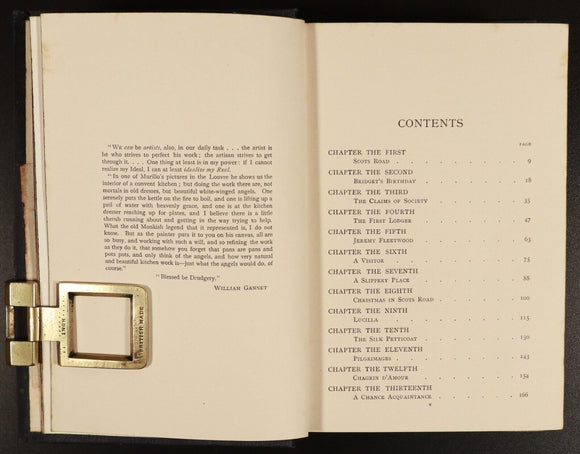 "We can be artists, also, in our daily task . . . the artist is
he who strives to perfect his work; the artisan strives to get
through it. . . . One thing at least is in my power: if I cannot
realize my Ideal, I can at least idealize my Real.
"In one of Murillo's pictures in the Louvre he shows us the
interior of a convent kitchen; but doing the work there are, not
mortals in old dresses, but beautiful white-winged angels. One
serenely puts the kettle on the fire to boil, and one is lifting up a
pail of water with heavenly grace, and one is at the kitchen
dresser reaching up for plates, and I believe there is a little
cherub running about and getting in the way trying to help.
What the old Monkish legend that it represented is, I do not
know. But as the painter puts it to you on his canvas, all are
so busy, and working with such a will, and so refining the work
as they do it, that somehow you forget that pans are pans and
pots pots, and only think of the angels, and how very natural
and beautiful kitchen work is—just what the angels would do, of
course."
"Blessed be Drudgery."
William Gannet
INCH
BRITISH MADE
CONTENTS
PAGE
CHAPTER THE FIRST
Scots Road . . . . . . . 9
CHAPTER THE SECOND
Bridget's Birthday . . . . . . 18
CHAPTER THE THIRD
The Claims of Society . . . . . 35
CHAPTER THE FOURTH
The First Lodger . . . . . . 47
CHAPTER THE FIFTH
Jeremy Fleetwood . . . . . . 63
CHAPTER THE SIXTH
A Visitor . . . . . . . 75
CHAPTER THE SEVENTH
A Slippery Place . . . . . . 88
CHAPTER THE EIGHTH
Christmas in Scots Road . . . . 100
CHAPTER THE NINTH
Lucilla . . . . . . . 115
CHAPTER THE TENTH
The Silk Petticoat . . . . . 130
CHAPTER THE ELEVENTH
Pilgrimages . . . . . . 143
CHAPTER THE TWELFTH
Chagrin d'Amour . . . . . . 154
CHAPTER THE THIRTEENTH
A Chance Acquaintance . . . . . 166